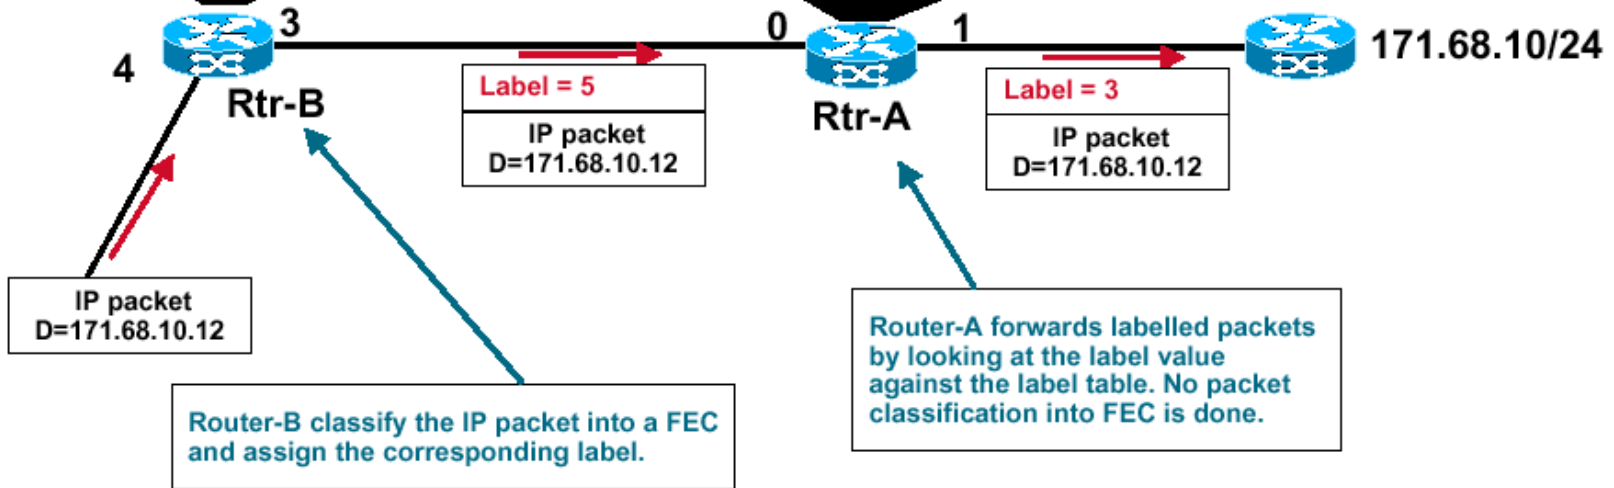 3
0
1
171.68.10/24
4
Rtr-B
Label = 5
IP packet
D=171.68.10.12
Rtr-A
Label = 3
IP packet
D=171.68.10.12
IP packet
D=171.68.10.12
Router-B classify the IP packet into a FEC
and assign the corresponding label.
Router-A forwards labelled packets
by looking at the label value
against the label table. No packet
classification into FEC is done.